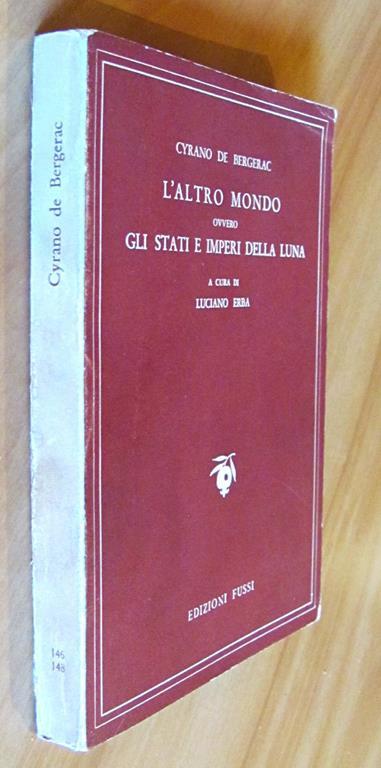 Cyrano de Bergerac
146
148
CYRANO DE BERGERAC
L'ALTRO MONDO
OVVERO
GLI STATI E IMPERI DELLA LUNA
A CURA DI
LUCIANO ERBA
EDIZIONI FUSSI